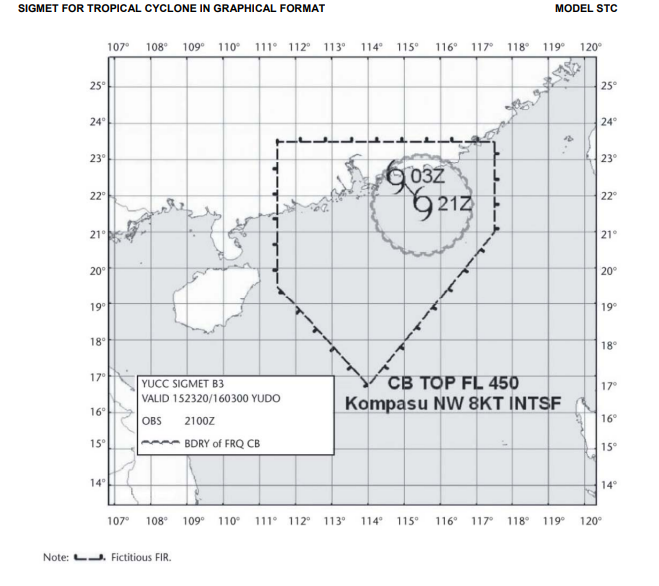 SIGMET FOR TROPICAL CYCLONE IN GRAPHICAL FORMAT MODEL STC
107° 108° 109° 110° 111° 112° 113° 114° 115° 116° 117° 118° 119° 120°
25° 25°
24° 24°
23° 23°
03Z
22° 22°
21Z
21° 21°
20° 20°
19° 19°
18° 18°
17° 17°
CB TOP FL 450
YUCC SIGMET B3
VALID 152320/160300 YUDO
Kompasu NW 8KT INTSF
16° 16°
OBS 2100Z
15° 15°
BDRY of FRQ CB
14° 14°
107° 108° 109° 110° 111° 112° 113° 114° 115° 116° 117° 118° 119° 120°
Note: Fictitious FIR.